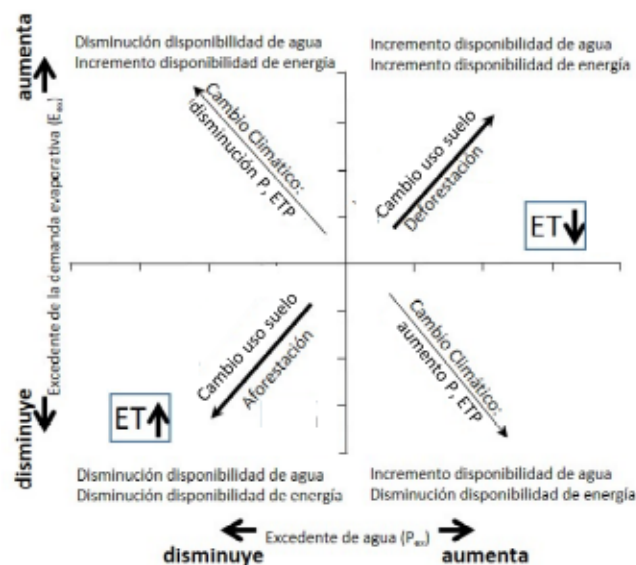 aumenta
Excedente de la demanda evaporativa (Eex)
disminuye
Disminución disponibilidad de agua
Incremento disponibilidad de energía
Incremento disponibilidad de agua
Incremento disponibilidad de energía
Cambio Climático:
disminución P, ETP
Cambio uso suelo
Deforestación
ET
Cambio uso suelo
Aforestación
ET
Cambio Climático:
aumento P, ETP
Disminución disponibilidad de agua
Disminución disponibilidad de energía
Incremento disponibilidad de agua
Disminución disponibilidad de energía
Excedente de agua (Pex)
disminuye
aumenta